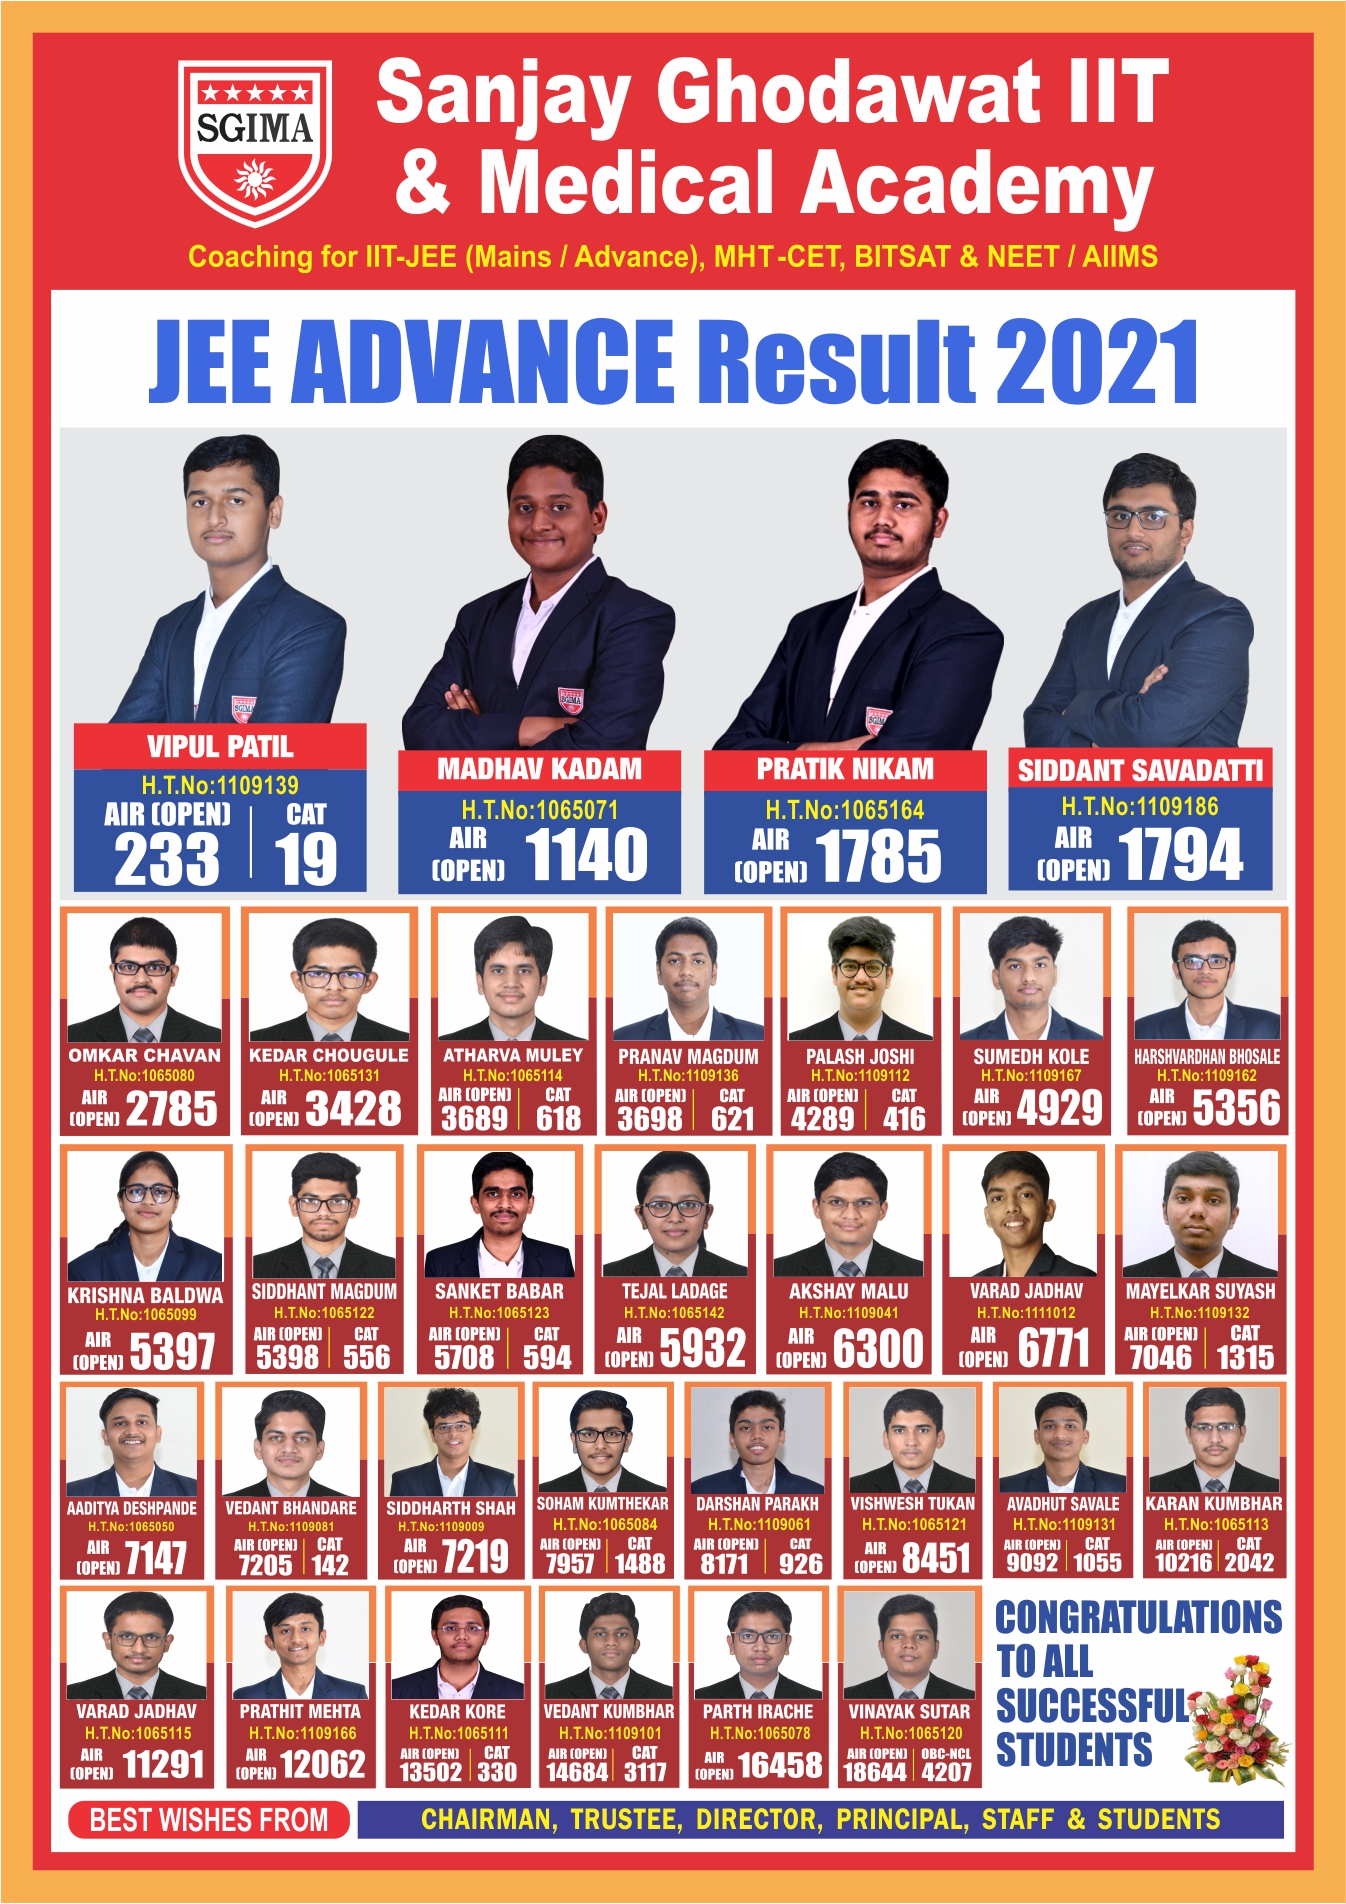 SGIMA
Sanjay Ghodawat IIT
& Medical Academy
Coaching for IIT-JEE (Mains / Advance), MHT-CET, BITSAT & NEET / AIIMS
JEE ADVANCE Result 2021
SGIMA
SGIMA
VIPUL PATIL
H.T.No:1109139
AIR (OPEN) CAT
233 19
MADHAV KADAM
H.T.No:1065071
AIR
(OPEN) 1140
PRATIK NIKAM
H.T.No:1065164
AIR
(OPEN) 1785
SIDDANT SAVADATTI
H.T.No:1109186
AIR
(OPEN) 1794
OMKAR CHAVAN
H.T.No:1065080
AIR
(OPEN) 2785
KEDAR CHOUGULE
H.T.No:1065131
AIR
(OPEN) 3428
ATHARVA MULEY
H.T.No:1065114
AIR (OPEN) CAT
3689 618
PRANAV MAGDUM
H.T.No:1109136
AIR (OPEN) CAT
3698 621
PALASH JOSHI
H.T.No:1109112
AIR (OPEN) CAT
4289 416
SUMEDH KOLE
H.T.No:1109167
AIR
(OPEN) 4929
HARSHVARDHAN BHOSALE
H.T.No:1109162
AIR
(OPEN) 5356
KRISHNA BALDWA
H.T.No:1065099
AIR
(OPEN) 5397
SIDDHANT MAGDUM
H.T.No:1065122
AIR (OPEN) CAT
5398 556
SANKET BABAR
H.T.No:1065123
AIR (OPEN) CAT
5708 594
TEJAL LADAGE
H.T.No:1065142
AIR
(OPEN) 5932
AKSHAY MALU
H.T.No:1109041
AIR
(OPEN) 6300
VARAD JADHAV
H.T.No:1111012
AIR
(OPEN) 6771
MAYELKAR SUYASH
H.T.No:1109132
AIR (OPEN) CAT
7046 1315
AADITYA DESHPANDE
H.T.No:1065050
AIR
(OPEN) 7147
VEDANT BHANDARE
H.T.No:1109081
AIR (OPEN) CAT
7205 142
SIDDHARTH SHAH
H.T.No:1109009
AIR
(OPEN) 7219
SOHAM KUMTHEKAR
H.T.No:1065084
AIR (OPEN) CAT
7957 1488
DARSHAN PARAKH
H.T.No:1109061
AIR (OPEN) CAT
8171 926
VISHWESH TUKAN
H.T.No:1065121
AIR
(OPEN) 8451
AVADHUT SAVALE
H.T.No:1109131
AIR (OPEN) CAT
9092 1055
KARAN KUMBHAR
H.T.No:1065113
AIR (OPEN) CAT
10216 2042
VARAD JADHAV
H.T.No:1065115
AIR
(OPEN) 11291
PRATHIT MEHTA
H.T.No:1109166
AIR
(OPEN) 12062
KEDAR KORE
H.T.No:1065111
AIR (OPEN) CAT
13502 330
VEDANT KUMBHAR
H.T.No:1109101
AIR (OPEN) CAT
14684 3117
PARTH IRACHE
H.T.No:1065078
AIR
(OPEN) 16458
VINAYAK SUTAR
H.T.No:1065120
AIR (OPEN) OBC-NCL
18644 4207
CONGRATULATIONS
TO ALL
SUCCESSFUL
STUDENTS
BEST WISHES FROM
CHAIRMAN, TRUSTEE, DIRECTOR, PRINCIPAL, STAFF & STUDENTS